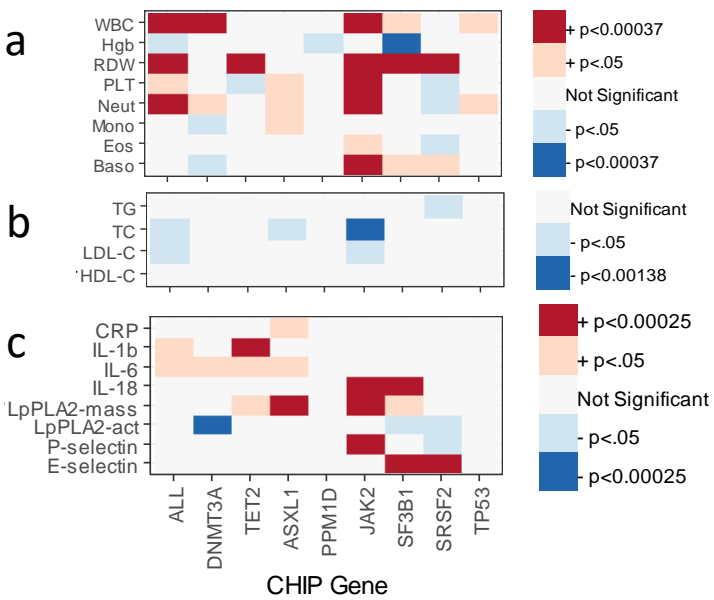 a
WBC
Hgb
RDW
PLT
Neut
Mono
Eos
Baso
+ p<0.00037
+ p<.05
Not Significant
- p<.05
- p<0.00037
b
TG
TC
LDL-C
HDL-C
Not Significant
- p<.05
- p<0.00138
c
CRP
IL-1b
IL-6
IL-18
LpPLA2-mass
LpPLA2-act
P-selectin
E-selectin
+ p<0.00025
+ p<.05
Not Significant
- p<.05
- p<0.00025
ALL
DNMT3A
TET2
ASXL1
PPM1D
JAK2
SF3B1
SRSF2
TP53
CHIP Gene